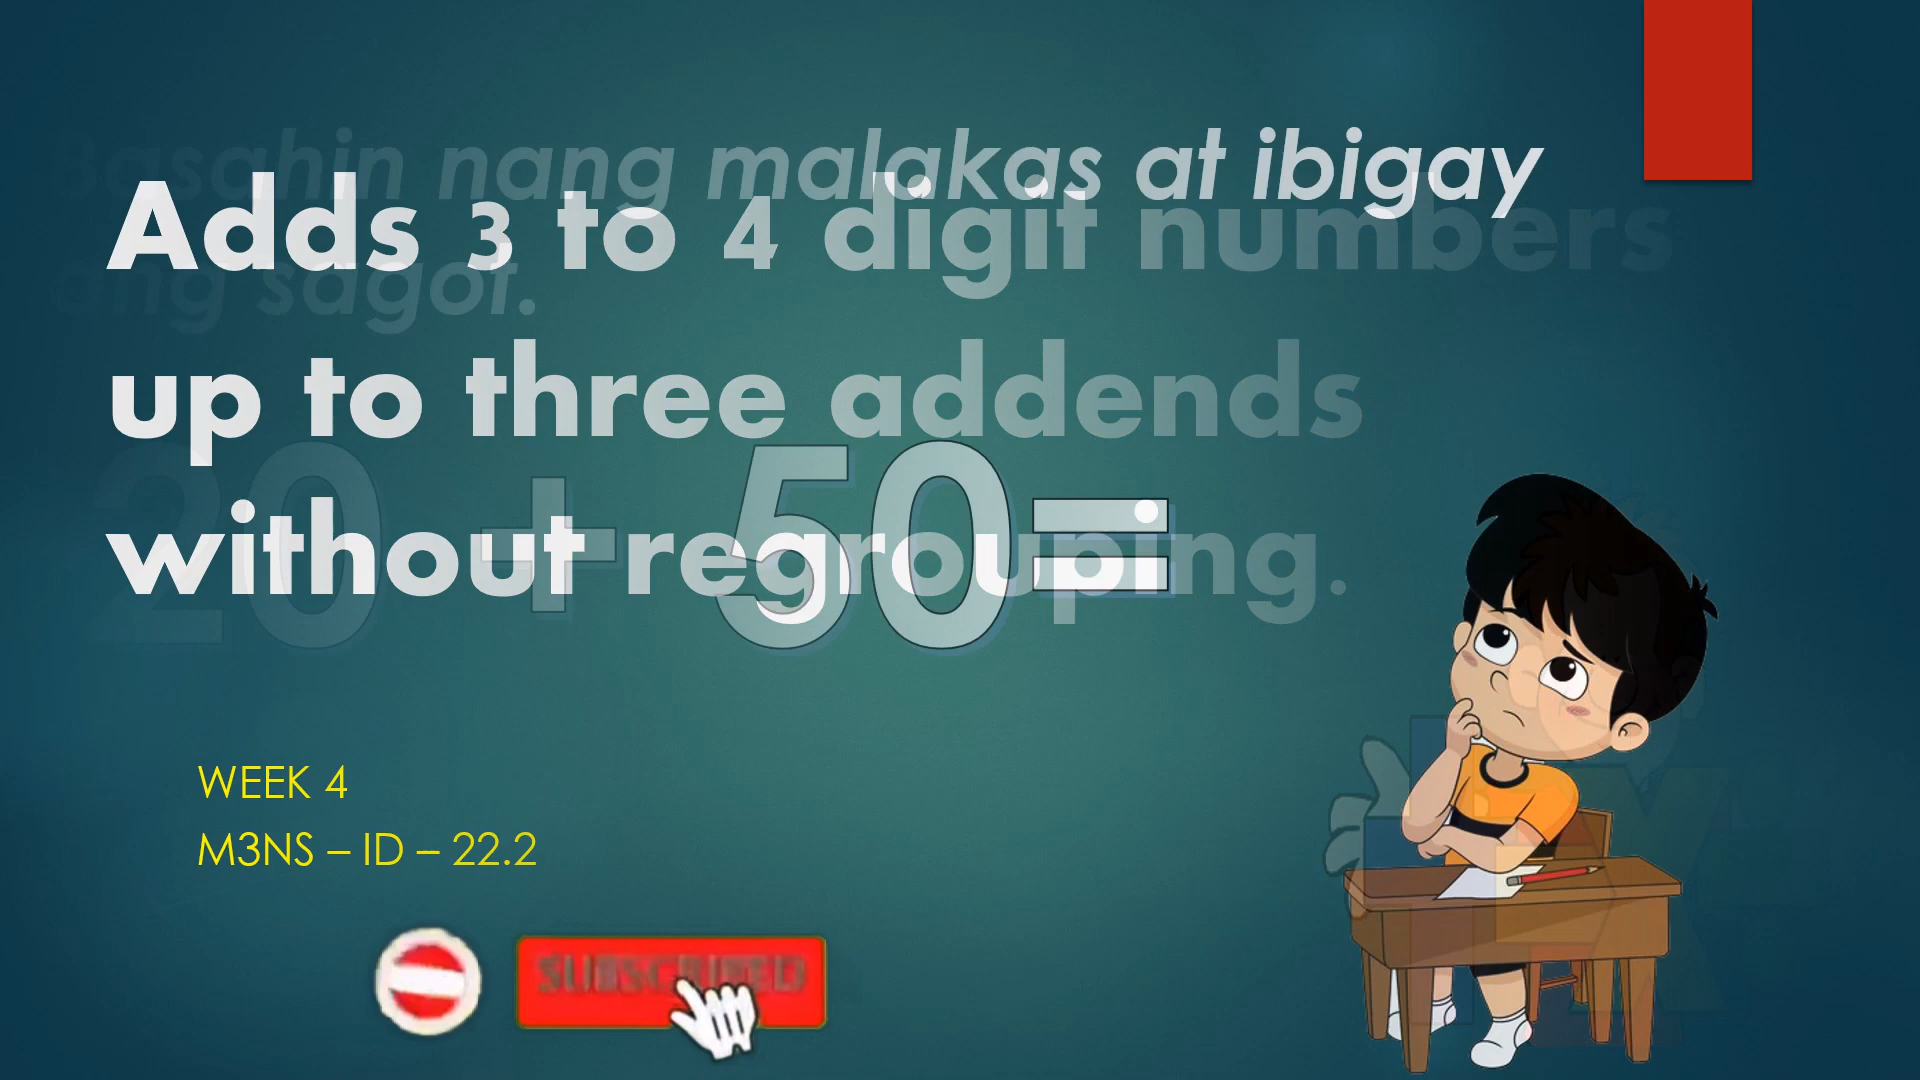 Basahin nang malakas at ibigay
ang sagot.
Adds 3 to 4 digit numbers
up to three addends
without regrouping.
20 + 50=
WEEK 4
M3NS – ID – 22.2
SUBSCRIBED